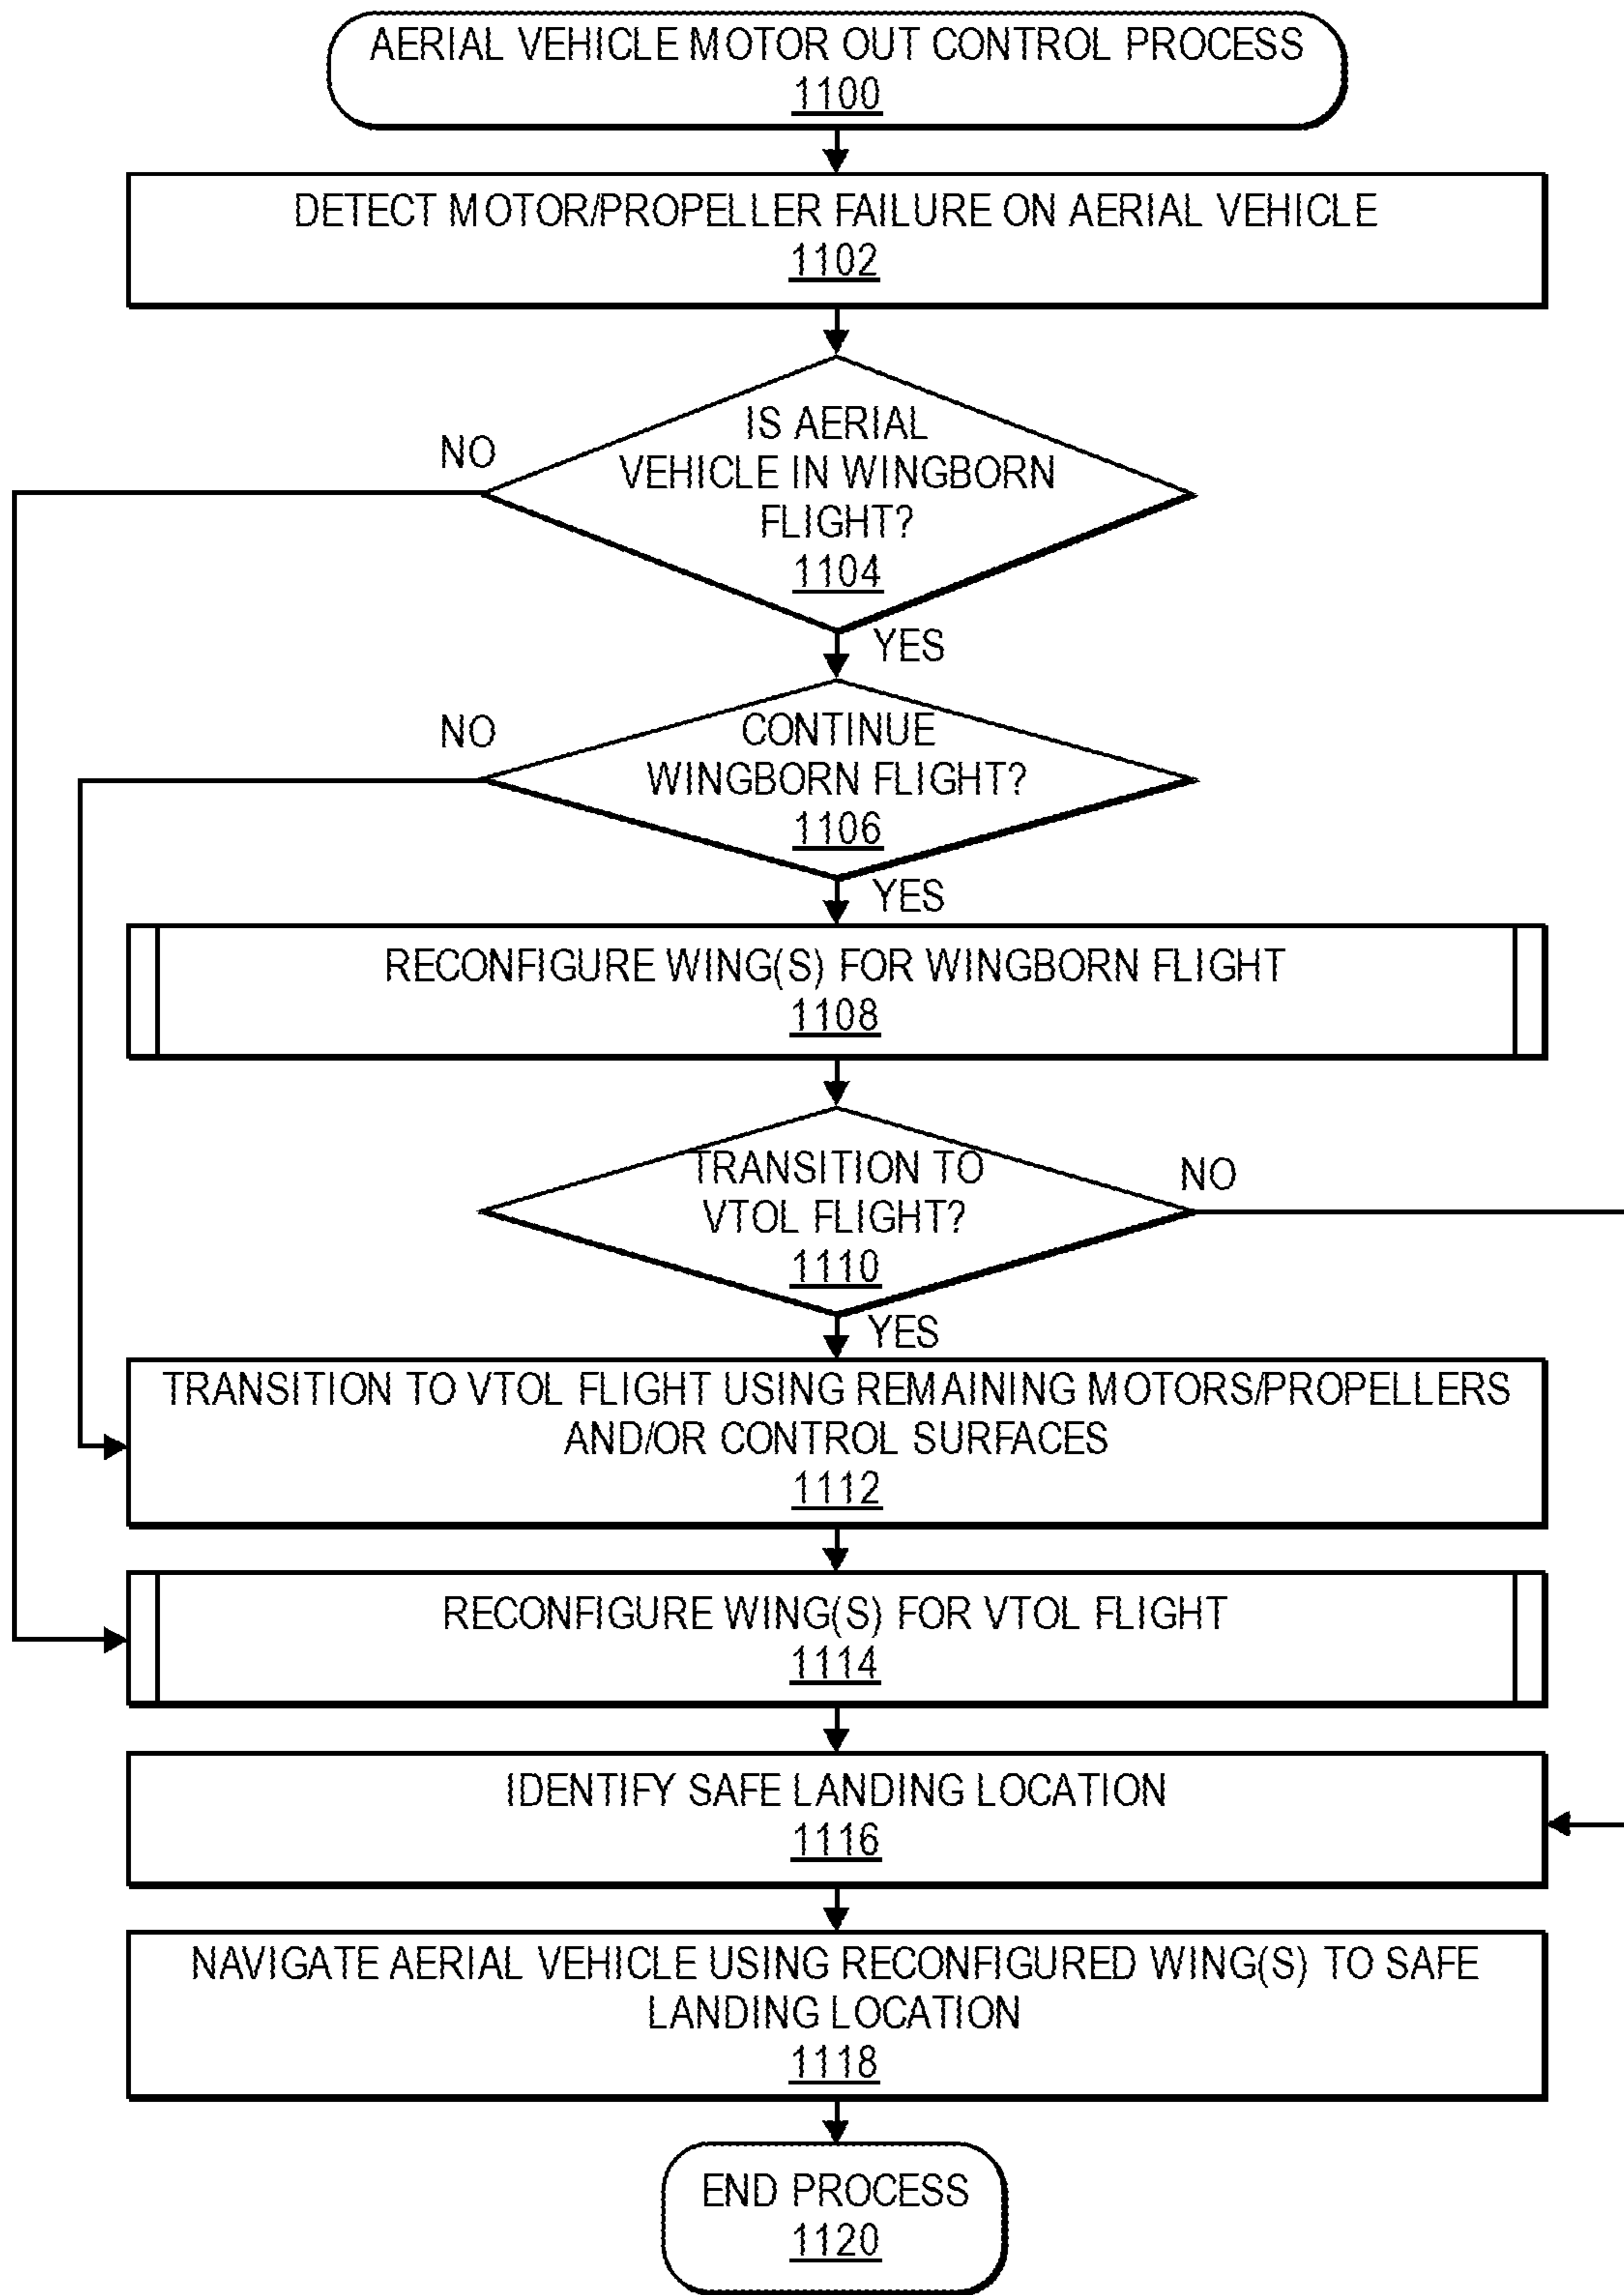 AERIAL VEHICLE MOTOR OUT CONTROL PROCESS
1100
DETECT MOTOR/PROPELLER FAILURE ON AERIAL VEHICLE
1102
IS AERIAL
VEHICLE IN WINGBORN
FLIGHT?
1104
NO
YES
CONTINUE
WINGBORN FLIGHT?
1106
NO
YES
RECONFIGURE WING(S) FOR WINGBORN FLIGHT
1108
TRANSITION TO
VTOL FLIGHT?
1110
NO
YES
TRANSITION TO VTOL FLIGHT USING REMAINING MOTORS/PROPELLERS
AND/OR CONTROL SURFACES
1112
RECONFIGURE WING(S) FOR VTOL FLIGHT
1114
IDENTIFY SAFE LANDING LOCATION
1116
NAVIGATE AERIAL VEHICLE USING RECONFIGURED WING(S) TO SAFE
LANDING LOCATION
1118
END PROCESS
1120